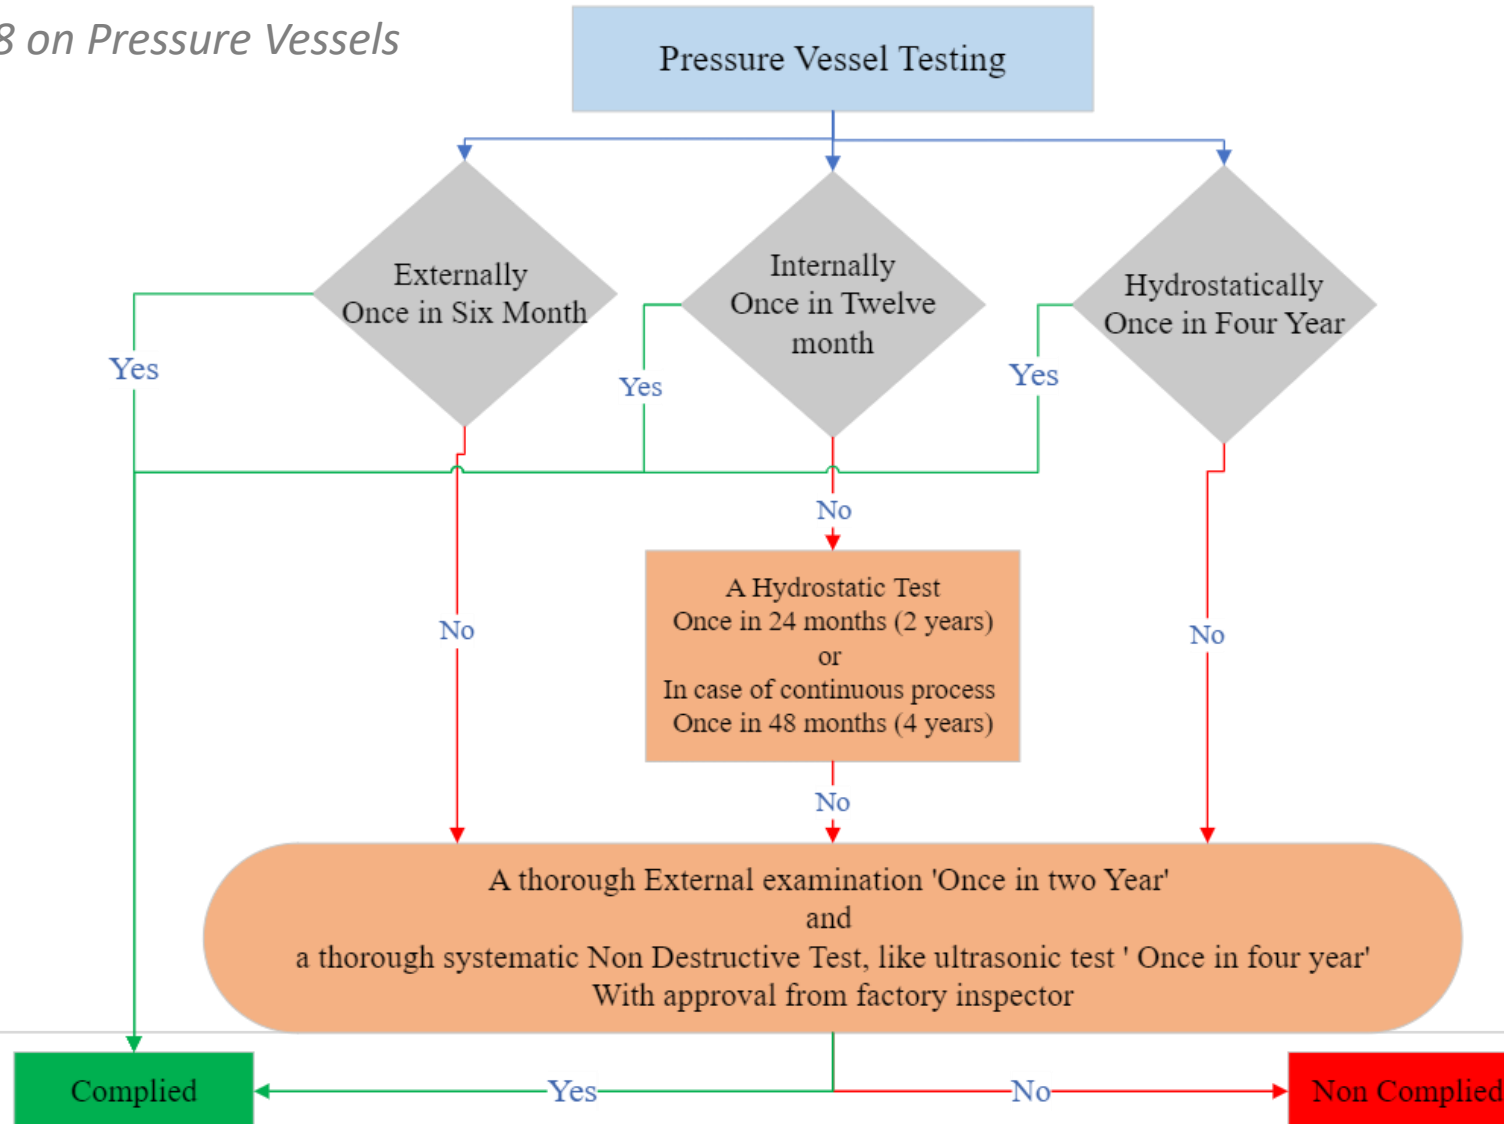 8 on Pressure Vessels
Pressure Vessel Testing
Externally
Once in Six Month
Internally
Once in Twelve
month
Hydrostatically
Once in Four Year
Yes
Yes
Yes
No
A Hydrostatic Test
Once in 24 months (2 years)
or
In case of continuous process
Once in 48 months (4 years)
No
No
No
A thorough External examination 'Once in two Year'
and
a thorough systematic Non Destructive Test, like ultrasonic test ' Once in four year'
With approval from factory inspector
Complied
Yes
No
Non Complied